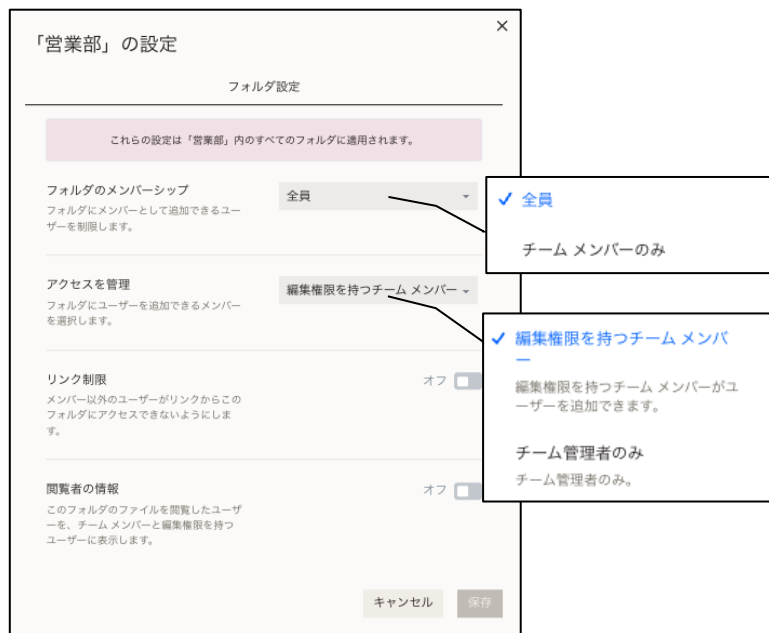 「営業部」の設定
フォルダ設定
これらの設定は「営業部」内のすべてのフォルダに適用されます。
フォルダのメンバーシップ
フォルダにメンバーとして追加できるユー
ザーを制限します。
全員
全員
チーム メンバーのみ
アクセスを管理
フォルダにユーザーを追加できるメンバー
を選択します。
編集権限を持つチーム メンバー
編集権限を持つチーム メンバ
ー
編集権限を持つチーム メンバーがユ
ーザーを追加できます。
チーム管理者のみ
チーム管理者のみ。
リンク制限
メンバー以外のユーザーがリンクからこの
フォルダにアクセスできないようにしま
す。
オフ
閲覧者の情報
このフォルダのファイルを閲覧したユーザ
ーを、チーム メンバーと編集権限を持つ
ユーザーに表示します。
オフ
キャンセル
保存